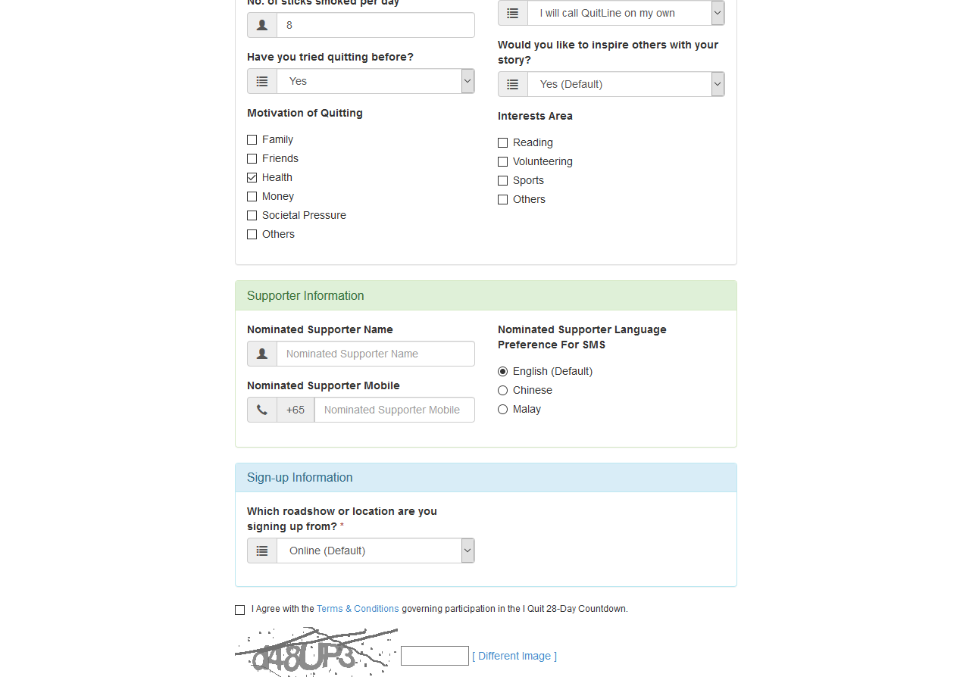 No. of sticks smoked per day
8
Have you tried quitting before?
Yes
Motivation of Quitting
Family
Friends
Health
Money
Societal Pressure
Others
I will call QuitLine on my own
Would you like to inspire others with your
story?
Yes (Default)
Interests Area
Reading
Volunteering
Sports
Others
Supporter Information
Nominated Supporter Name
Nominated Supporter Name
Nominated Supporter Mobile
+65 Nominated Supporter Mobile
Nominated Supporter Language
Preference For SMS
English (Default)
Chinese
Malay
Sign-up Information
Which roadshow or location are you
signing up from? *
Online (Default)
I Agree with the Terms & Conditions governing participation in the I Quit 28-Day Countdown.
[ Different Image ]